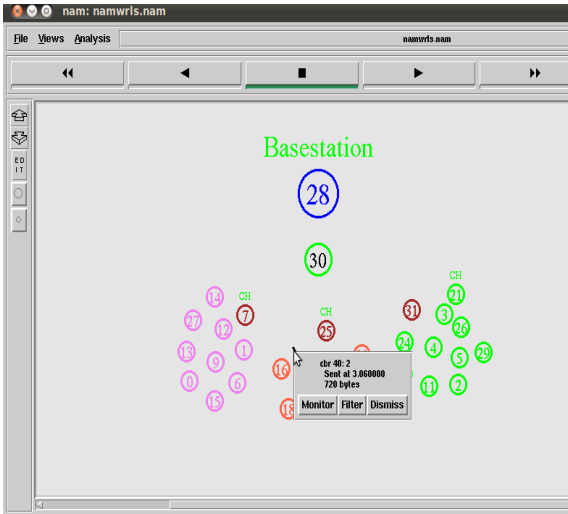 nam: namwrls.nam
File Views Analysis namwrls.nam
ED
IT
Basestation
28
30
CH
21
14 CH
7
CH
31
3
27
12
25
26
24
4
13
1
5
29
9
16
0
6
11
2
15
18
cbr 40: 2
Sent at 3.060000
720 bytes
Monitor Filter Dismiss